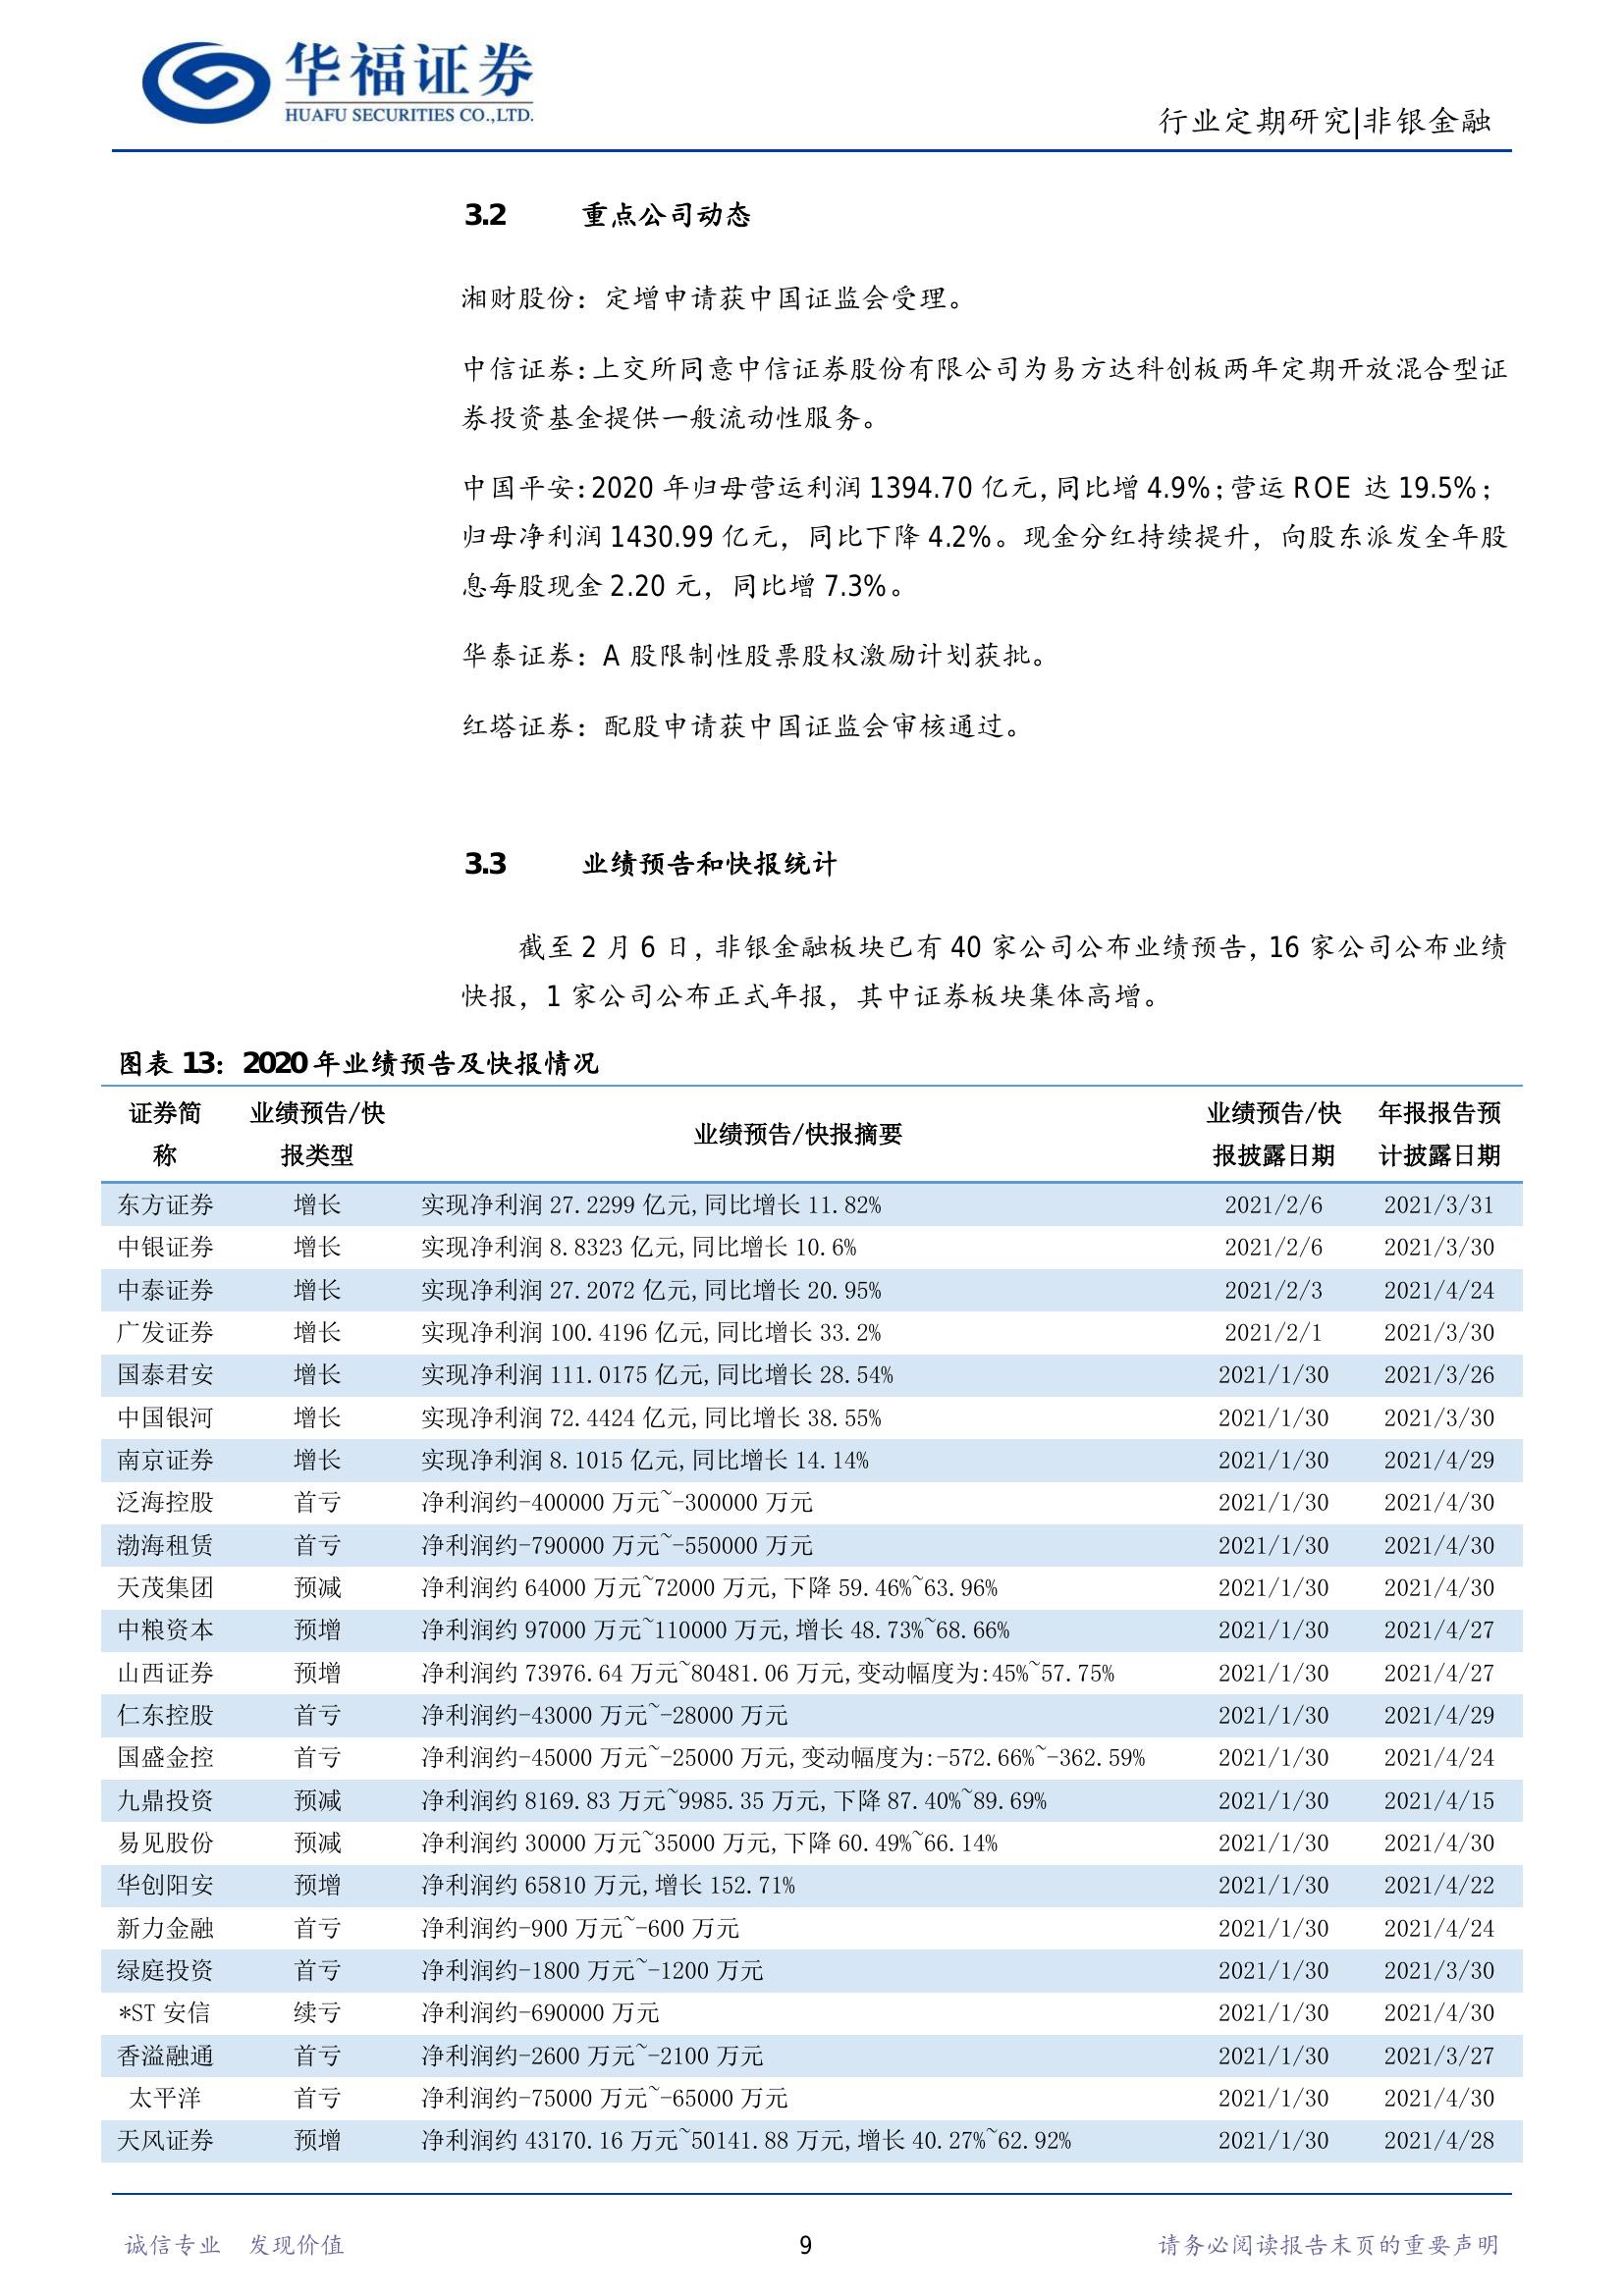 华福证券
HUAFU SECURITIES CO.,LTD.
行业定期研究|非银金融
3.2 重点公司动态
湘财股份：定增申请获中国证监会受理。
中信证券：上交所同意中信证券股份有限公司为易方达科创板两年定期开放混合型证
券投资基金提供一般流动性服务。
中国平安：2020 年归母营运利润 1394.70 亿元，同比增 4.9%；营运 ROE 达 19.5%；
归母净利润 1430.99 亿元，同比下降 4.2%。现金分红持续提升，向股东派发全年股
息每股现金 2.20 元，同比增 7.3%。
华泰证券：A 股限制性股票股权激励计划获批。
红塔证券：配股申请获中国证监会审核通过。
3.3 业绩预告和快报统计
截至 2 月 6 日，非银金融板块已有 40 家公司公布业绩预告，16 家公司公布业绩
快报，1 家公司公布正式年报，其中证券板块集体高增。
图表 13：2020 年业绩预告及快报情况
证券简称 业绩预告/快报类型 业绩预告/快报摘要 业绩预告/快报披露日期 年报报告预计披露日期
东方证券 增长 实现净利润 27.2299 亿元,同比增长 11.82% 2021/2/6 2021/3/31
中银证券 增长 实现净利润 8.8323 亿元,同比增长 10.6% 2021/2/6 2021/3/30
中泰证券 增长 实现净利润 27.2072 亿元,同比增长 20.95% 2021/2/3 2021/4/24
广发证券 增长 实现净利润 100.4196 亿元,同比增长 33.2% 2021/2/1 2021/3/30
国泰君安 增长 实现净利润 111.0175 亿元,同比增长 28.54% 2021/1/30 2021/3/26
中国银河 增长 实现净利润 72.4424 亿元,同比增长 38.55% 2021/1/30 2021/3/30
南京证券 增长 实现净利润 8.1015 亿元,同比增长 14.14% 2021/1/30 2021/4/29
泛海控股 首亏 净利润约-400000 万元~-300000 万元 2021/1/30 2021/4/30
渤海租赁 首亏 净利润约-790000 万元~-550000 万元 2021/1/30 2021/4/30
天茂集团 预减 净利润约 64000 万元~72000 万元,下降 59.46%~63.96% 2021/1/30 2021/4/30
中粮资本 预增 净利润约 97000 万元~110000 万元,增长 48.73%~68.66% 2021/1/30 2021/4/27
山西证券 预增 净利润约 73976.64 万元~80481.06 万元,变动幅度为:45%~57.75% 2021/1/30 2021/4/27
仁东控股 首亏 净利润约-43000 万元~-28000 万元 2021/1/30 2021/4/29
国盛金控 首亏 净利润约-45000 万元~-25000 万元,变动幅度为:-572.66%~-362.59% 2021/1/30 2021/4/24
九鼎投资 预减 净利润约 8169.83 万元~9985.35 万元,下降 87.40%~89.69% 2021/1/30 2021/4/15
易见股份 预减 净利润约 30000 万元~35000 万元,下降 60.49%~66.14% 2021/1/30 2021/4/30
华创阳安 预增 净利润约 65810 万元,增长 152.71% 2021/1/30 2021/4/22
新力金融 首亏 净利润约-900 万元~-600 万元 2021/1/30 2021/4/24
绿庭投资 首亏 净利润约-1800 万元~-1200 万元 2021/1/30 2021/3/30
*ST 安信 续亏 净利润约-690000 万元 2021/1/30 2021/4/30
香溢融通 首亏 净利润约-2600 万元~-2100 万元 2021/1/30 2021/3/27
太平洋 首亏 净利润约-75000 万元~-65000 万元 2021/1/30 2021/4/30
天风证券 预增 净利润约 43170.16 万元~50141.88 万元,增长 40.27%~62.92% 2021/1/30 2021/4/28
诚信专业 发现价值 9 请务必阅读报告末页的重要声明